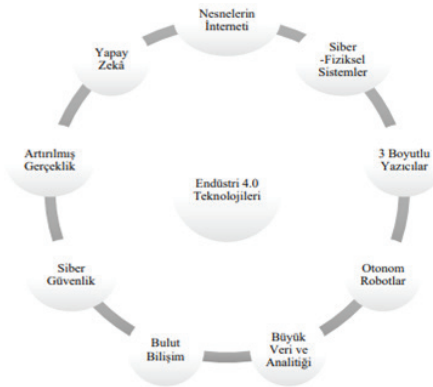 Nesnelerin
İnterneti
Siber
-Fiziksel
Sistemler
3 Boyutlu
Yazıcılar
Otonom
Robotlar
Büyük
Veri ve
Analitiği
Bulut
Bilişim
Siber
Güvenlik
Artırılmış
Gerçeklik
Yapay
Zekâ
Endüstri 4.0
Teknolojileri